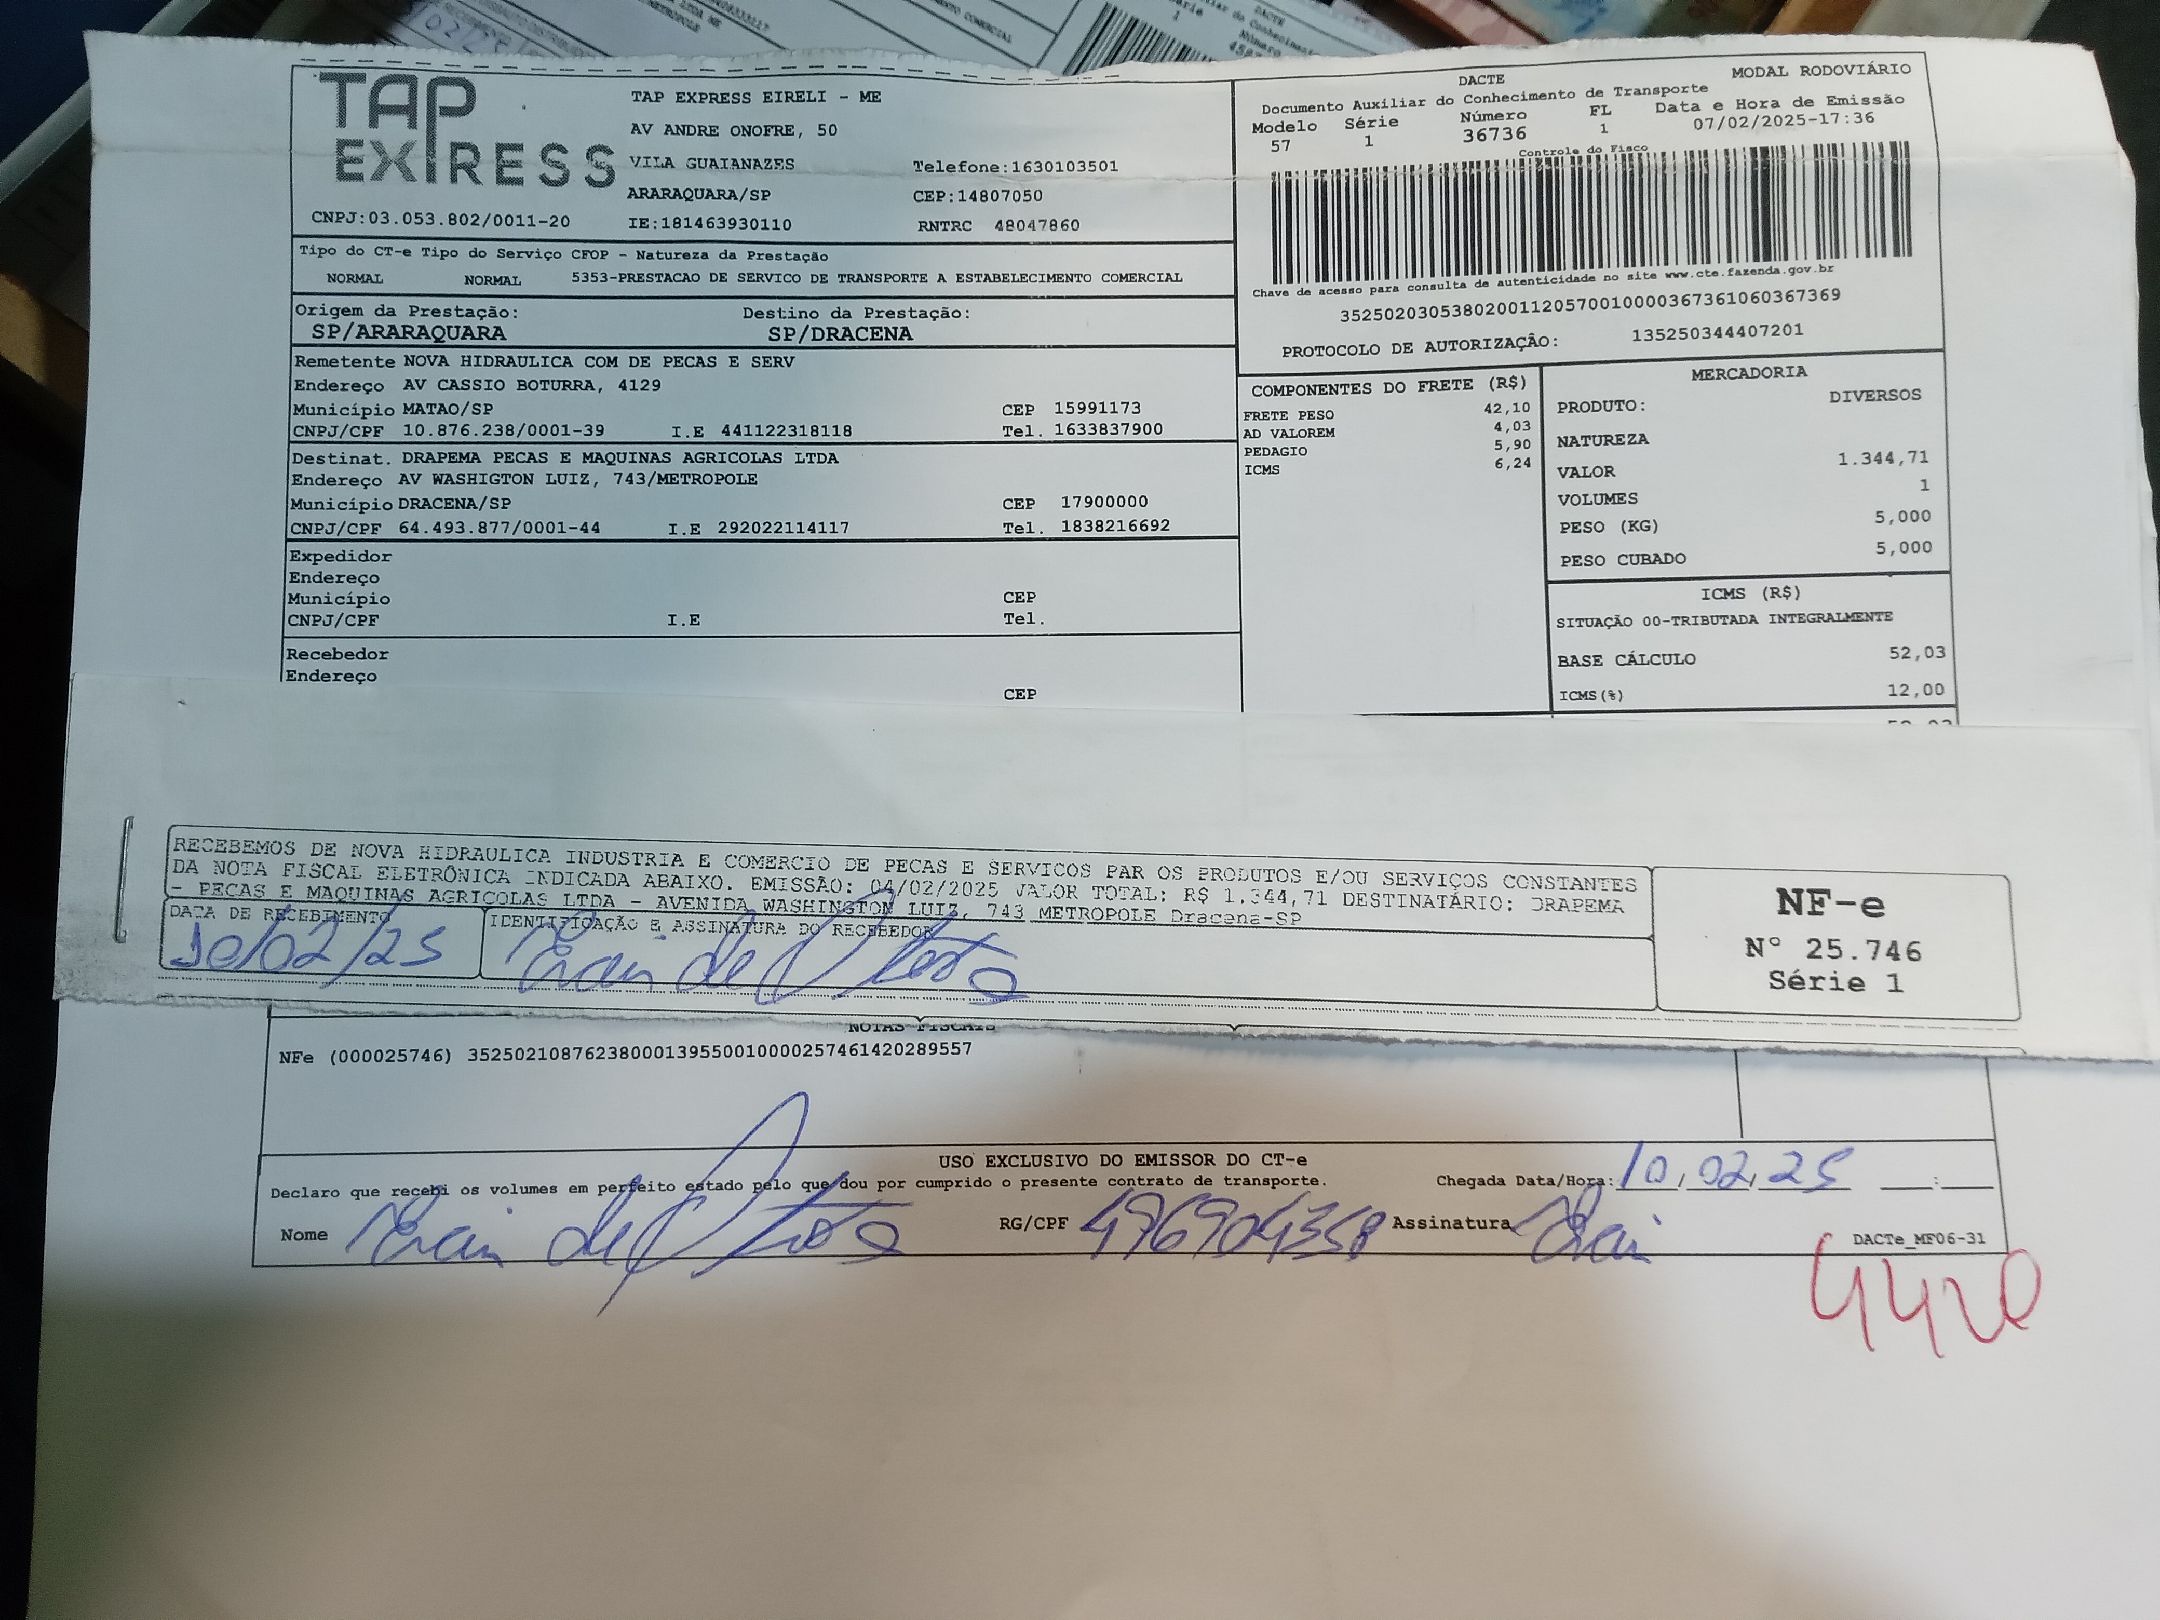 TAP EXPRESS
TAP EXPRESS EIRELI - ME
AV ANDRE ONOFRE, 50
VILA GUAIANAZES Telefone:1630103501
ARARAQUARA/SP CEP:14807050
CNPJ:03.053.802/0011-20 IE:181463930110 RNTRC 48047860
DACTE MODAL RODOVIÁRIO
Documento Auxiliar do Conhecimento de Transporte
Modelo Série Número FL Data e Hora de Emissão
57 1 36736 1 07/02/2025-17:36
Controle do Fisco
Chave de acesso para consulta de autenticidade no site www.cte.fazenda.gov.br
35250203053802001120570010000367361060367369
PROTOCOLO DE AUTORIZAÇÃO: 135250344407201
Tipo do CT-e Tipo do Serviço CFOP - Natureza da Prestação
NORMAL NORMAL 5353-PRESTACAO DE SERVICO DE TRANSPORTE A ESTABELECIMENTO COMERCIAL
Origem da Prestação: Destino da Prestação:
SP/ARARAQUARA SP/DRACENA
Remetente NOVA HIDRAULICA COM DE PECAS E SERV
Endereço AV CASSIO BOTURRA, 4129
Município MATAO/SP CEP 15991173
CNPJ/CPF 10.876.238/0001-39 I.E 441122318118 Tel. 1633837900
Destinat. DRAPEMA PECAS E MAQUINAS AGRICOLAS LTDA
Endereço AV WASHIGTON LUIZ, 743/METROPOLE
Município DRACENA/SP CEP 17900000
CNPJ/CPF 64.493.877/0001-44 I.E 292022114117 Tel. 1838216692
Expedidor
Endereço
Município CEP
CNPJ/CPF I.E Tel.
Recebedor
Endereço
CEP
COMPONENTES DO FRETE (R$)
FRETE PESO 42,10
AD VALOREM 4,03
PEDAGIO 5,90
ICMS 6,24
MERCADORIA
PRODUTO: DIVERSOS
NATUREZA
VALOR 1.344,71
VOLUMES 1
PESO (KG) 5,000
PESO CUBADO 5,000
ICMS (R$)
SITUAÇÃO 00-TRIBUTADA INTEGRALMENTE
BASE CÁLCULO 52,03
ICMS(%) 12,00
RECEBEMOS DE NOVA HIDRAULICA INDUSTRIA E COMERCIO DE PECAS E SERVICOS PAR OS PRODUTOS E/OU SERVIÇOS CONSTANTES
DA NOTA FISCAL ELETRÔNICA INDICADA ABAIXO. EMISSÃO: 04/02/2025 VALOR TOTAL: R$ 1.344,71 DESTINATÁRIO: DRAPEMA
- PECAS E MAQUINAS AGRICOLAS LTDA - AVENIDA WASHINGTON LUIZ, 743 METROPOLE Dracena-SP
DATA DE RECEBIMENTO IDENTIFICAÇÃO E ASSINATURA DO RECEBEDOR
10/02/25
NF-e
N° 25.746
Série 1
NOTAS FISCAIS
NFe (000025746) 35250210876238000139550010000257461420289557
USO EXCLUSIVO DO EMISSOR DO CT-e
Declaro que recebi os volumes em perfeito estado pelo que dou por cumprido o presente contrato de transporte. Chegada Data/Hora: 10/02/25 :
Nome RG/CPF 496904358 Assinatura
DACTe_MF06-31
4420